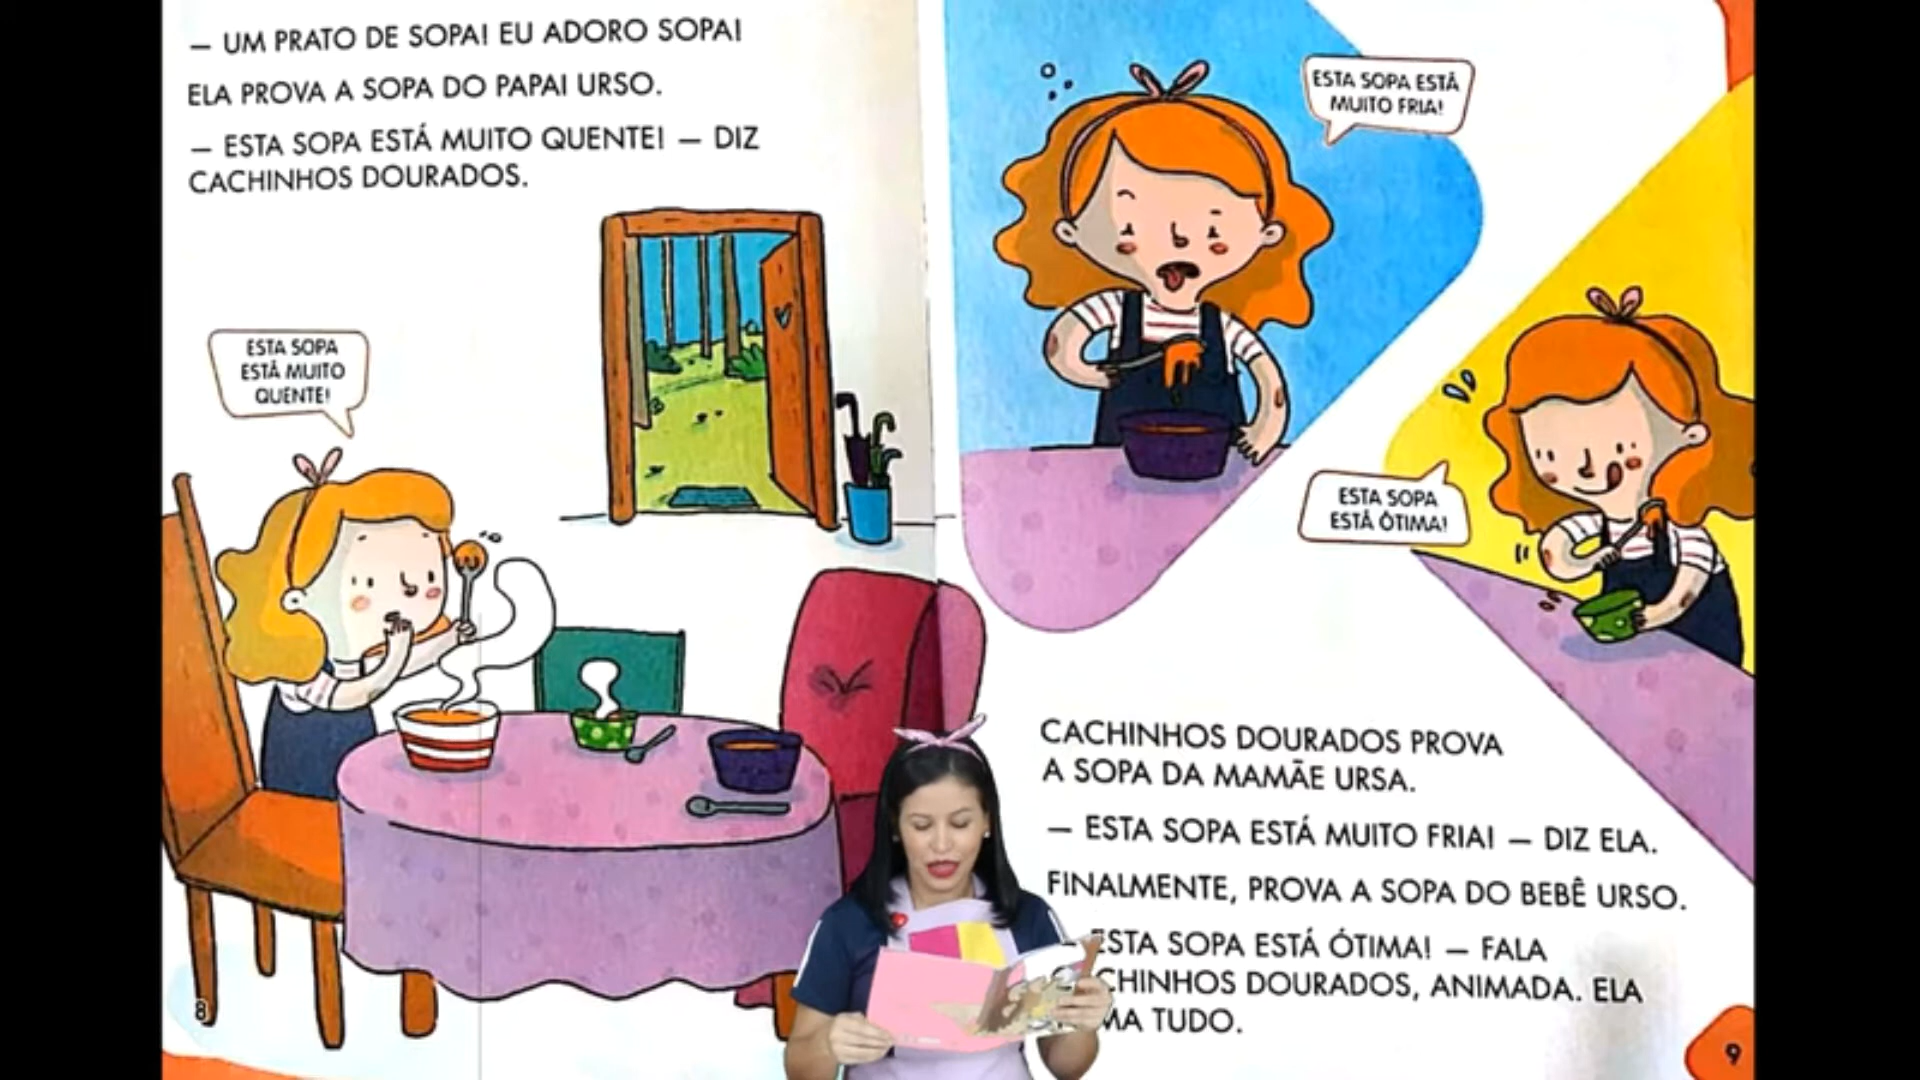 — UM PRATO DE SOPA! EU ADORO SOPA!
ELA PROVA A SOPA DO PAPAI URSO.
— ESTA SOPA ESTÁ MUITO QUENTE! — DIZ
CACHINHOS DOURADOS.
ESTA SOPA
ESTÁ MUITO
QUENTE!
8
ESTA SOPA ESTÁ
MUITO FRIA!
ESTA SOPA
ESTÁ ÓTIMA!
CACHINHOS DOURADOS PROVA
A SOPA DA MAMÃE URSA.
— ESTA SOPA ESTÁ MUITO FRIA! — DIZ ELA.
FINALMENTE, PROVA A SOPA DO BEBÊ URSO.
ESTA SOPA ESTÁ ÓTIMA! — FALA
CACHINHOS DOURADOS, ANIMADA. ELA
TUDO.
9